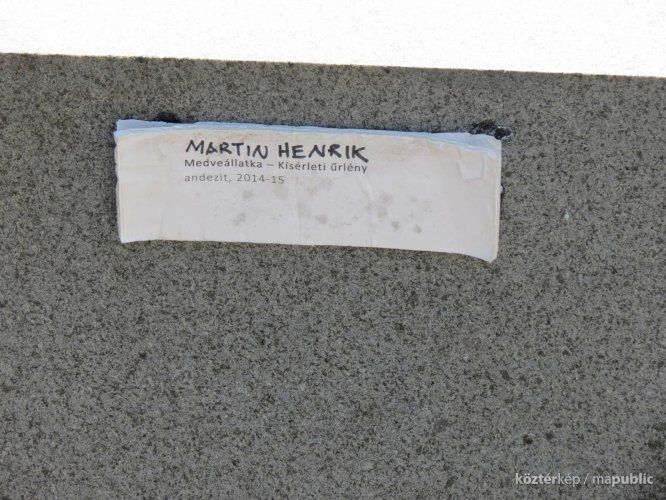 MARTIN HENRIK
Medveállatka – Kísérleti űrlény
andezit, 2014-15
köztérkép / mapublic